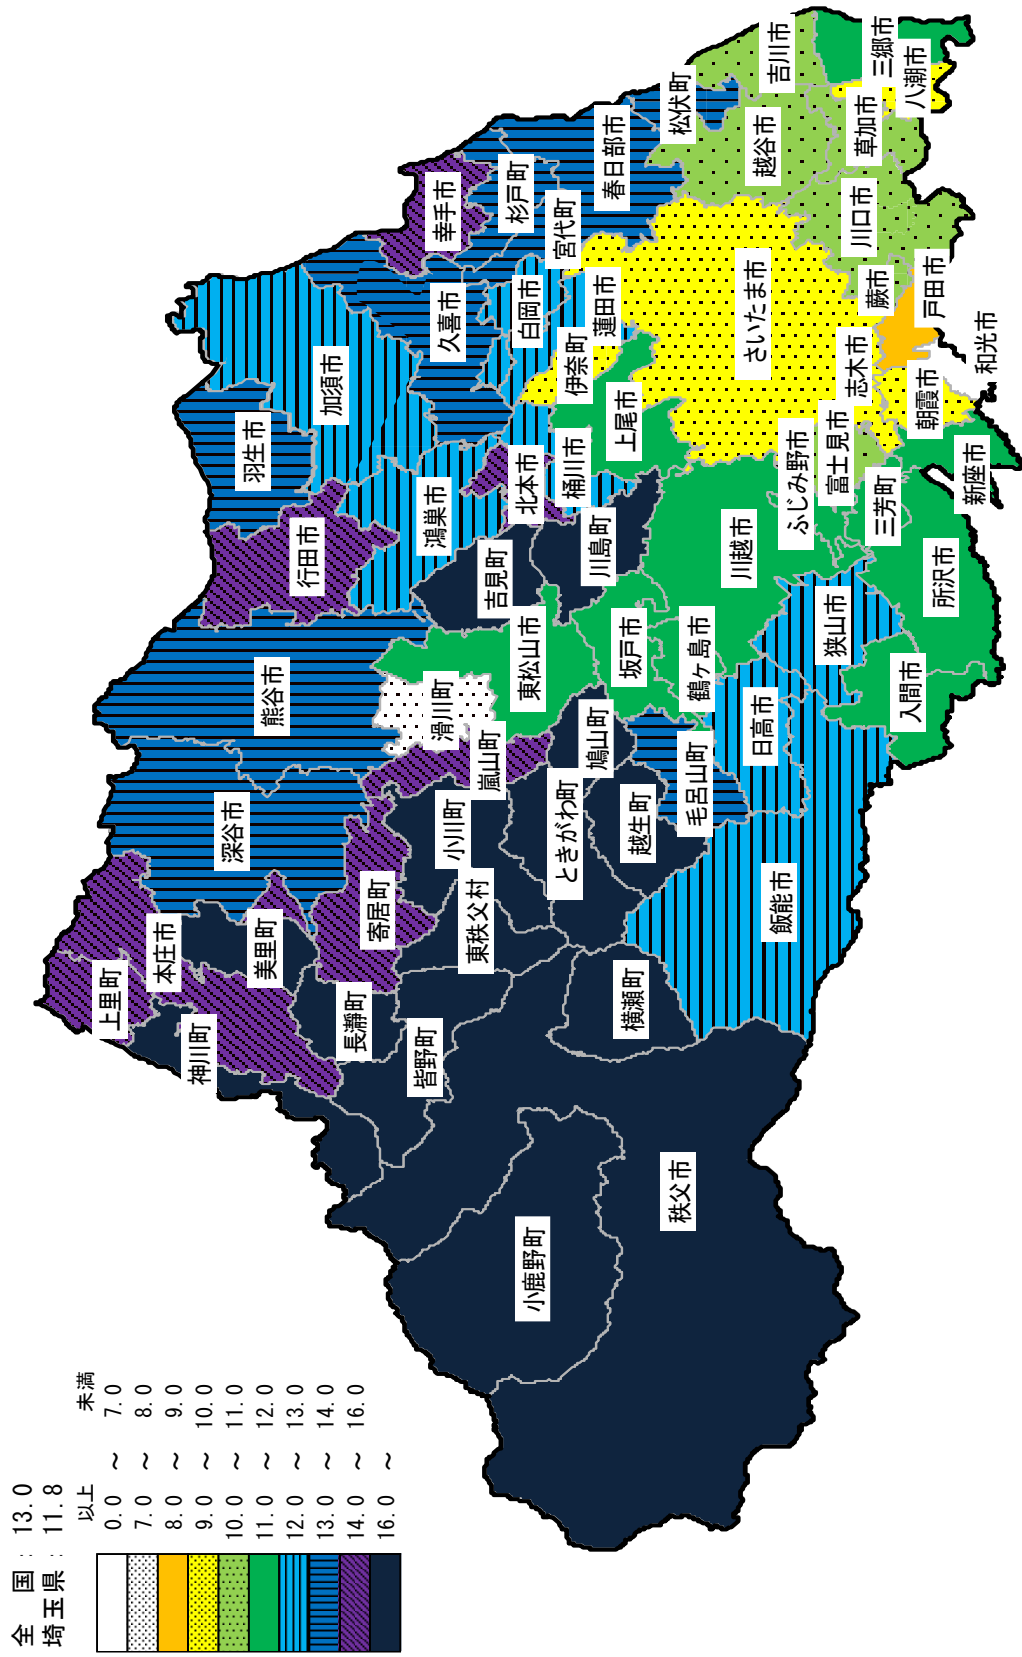 全 国 : 13.0
埼玉県 : 11.8
以上 未満
0.0 ～ 7.0
7.0 ～ 8.0
8.0 ～ 9.0
9.0 ～ 10.0
10.0 ～ 11.0
11.0 ～ 12.0
12.0 ～ 13.0
13.0 ～ 14.0
14.0 ～ 16.0
16.0 ～
上里町
本庄市
神川町
美里町
深谷市
熊谷市
行田市
羽生市
加須市
長瀞町
寄居町
皆野町
小川町
東秩父村
滑川町
嵐山町
鴻巣市
久喜市
幸手市
杉戸町
吉見町
北本市
白岡市
宮代町
小鹿野町
ときがわ町
鳩山町
東松山市
川島町
桶川市
伊奈町
蓮田市
春日部市
横瀬町
越生町
坂戸市
上尾市
松伏町
秩父市
毛呂山町
鶴ヶ島市
川越市
さいたま市
越谷市
吉川市
飯能市
日高市
狭山市
ふじみ野市
富士見市
志木市
川口市
草加市
三郷市
八潮市
入間市
所沢市
三芳町
新座市
朝霞市
蕨市
戸田市
和光市